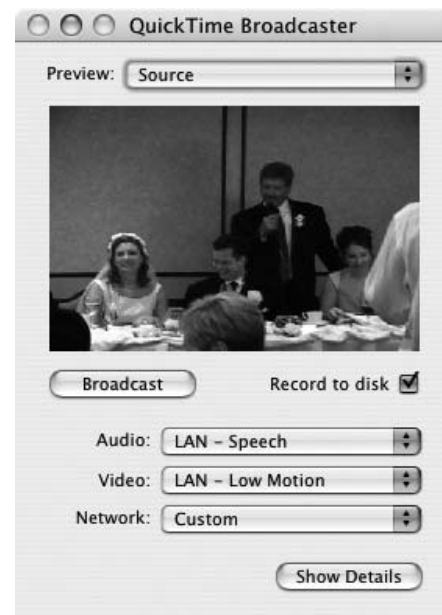 QuickTime Broadcaster
Preview: Source
Broadcast Record to disk
Audio: LAN – Speech
Video: LAN – Low Motion
Network: Custom
Show Details